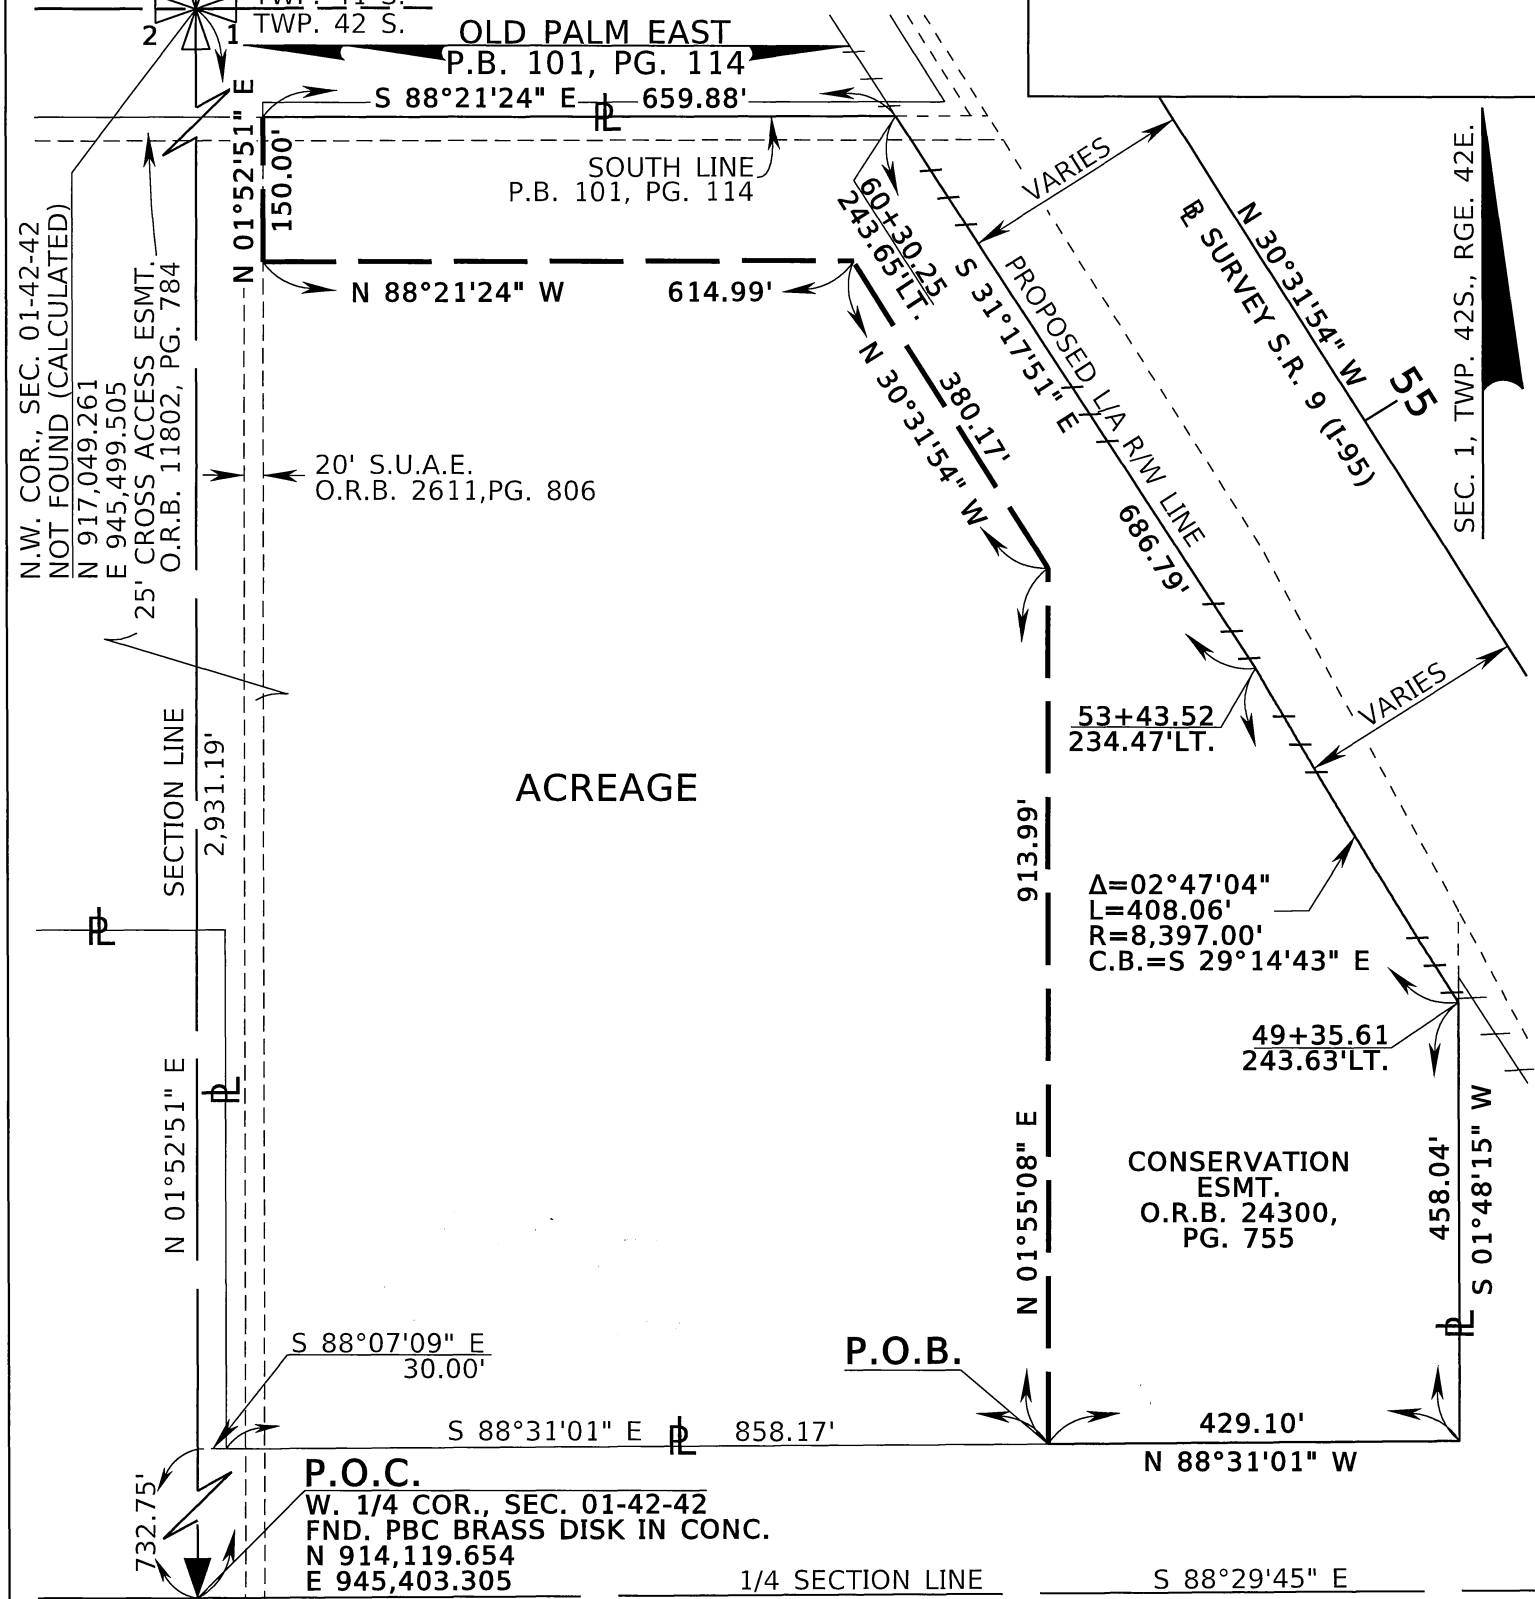 TWP. 41 S.
TWP. 42 S.
2
1
OLD PALM EAST
P.B. 101, PG. 114
S 88°21'24" E
659.88'
PL
N 01°52'51" E
150.00'
SOUTH LINE
P.B. 101, PG. 114
N 88°21'24" W
614.99'
60+30.25
243.65'LT.
VARIES
PROPOSED L/A R/W LINE
S 31°17'51" E
686.79'
N 30°31'54" W
BL SURVEY S.R. 9 (I-95)
55
SEC. 1, TWP. 42S., RGE. 42E.
N.W. COR., SEC. 01-42-42
NOT FOUND (CALCULATED)
N 917,049.261
E 945,499.505
25' CROSS ACCESS ESMT.
O.R.B. 11802, PG. 784
20' S.U.A.E.
O.R.B. 2611,PG. 806
380.17'
N 30°31'54" W
VARIES
53+43.52
234.47'LT.
SECTION LINE
2,931.19'
ACREAGE
913.99'
Δ=02°47'04"
L=408.06'
R=8,397.00'
C.B.=S 29°14'43" E
PL
49+35.61
243.63'LT.
N 01°52'51" E
PL
N 01°55'08" E
CONSERVATION
ESMT.
O.R.B. 24300,
PG. 755
458.04'
S 01°48'15" W
PL
S 88°07'09" E
30.00'
P.O.B.
S 88°31'01" E
PL
858.17'
429.10'
N 88°31'01" W
732.75'
P.O.C.
W. 1/4 COR., SEC. 01-42-42
FND. PBC BRASS DISK IN CONC.
N 914,119.654
E 945,403.305
1/4 SECTION LINE
S 88°29'45" E